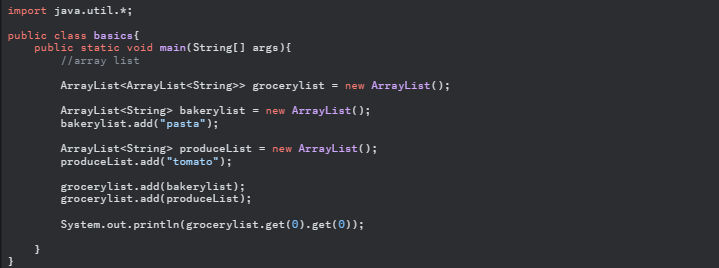 import java.util.*;
public class basics{
public static void main(String[] args){
//array list
ArrayList<ArrayList<String>> grocerylist = new ArrayList();
ArrayList<String> bakerylist = new ArrayList();
bakerylist.add("pasta");
ArrayList<String> produceList = new ArrayList();
produceList.add("tomato");
grocerylist.add(bakerylist);
grocerylist.add(produceList);
System.out.println(grocerylist.get(0).get(0));
}
}